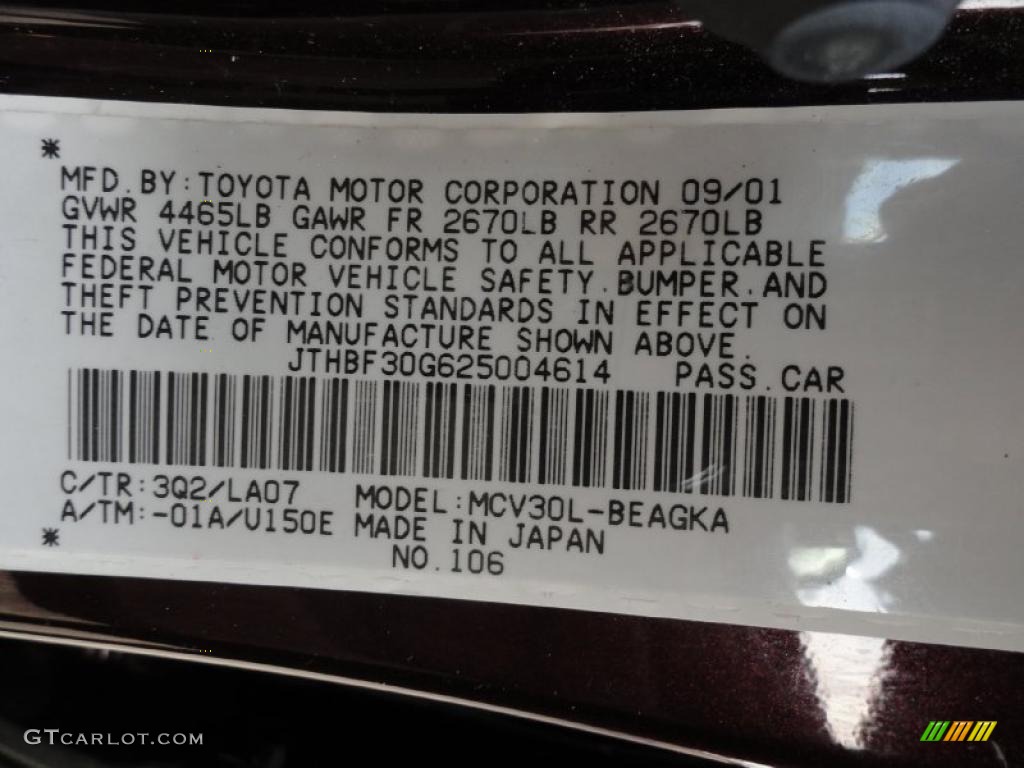 *
MFD.BY:TOYOTA MOTOR CORPORATION 09/01
GVWR 4465LB GAWR FR 2670LB RR 2670LB
THIS VEHICLE CONFORMS TO ALL APPLICABLE
FEDERAL MOTOR VEHICLE SAFETY.BUMPER.AND
THEFT PREVENTION STANDARDS IN EFFECT ON
THE DATE OF MANUFACTURE SHOWN ABOVE.
JTHBF30G625004614 PASS.CAR
C/TR:3Q2/LA07 MODEL:MCV30L-BEAGKA
A/TM:-01A/U150E MADE IN JAPAN
*
NO.106
GTCARLOT.COM